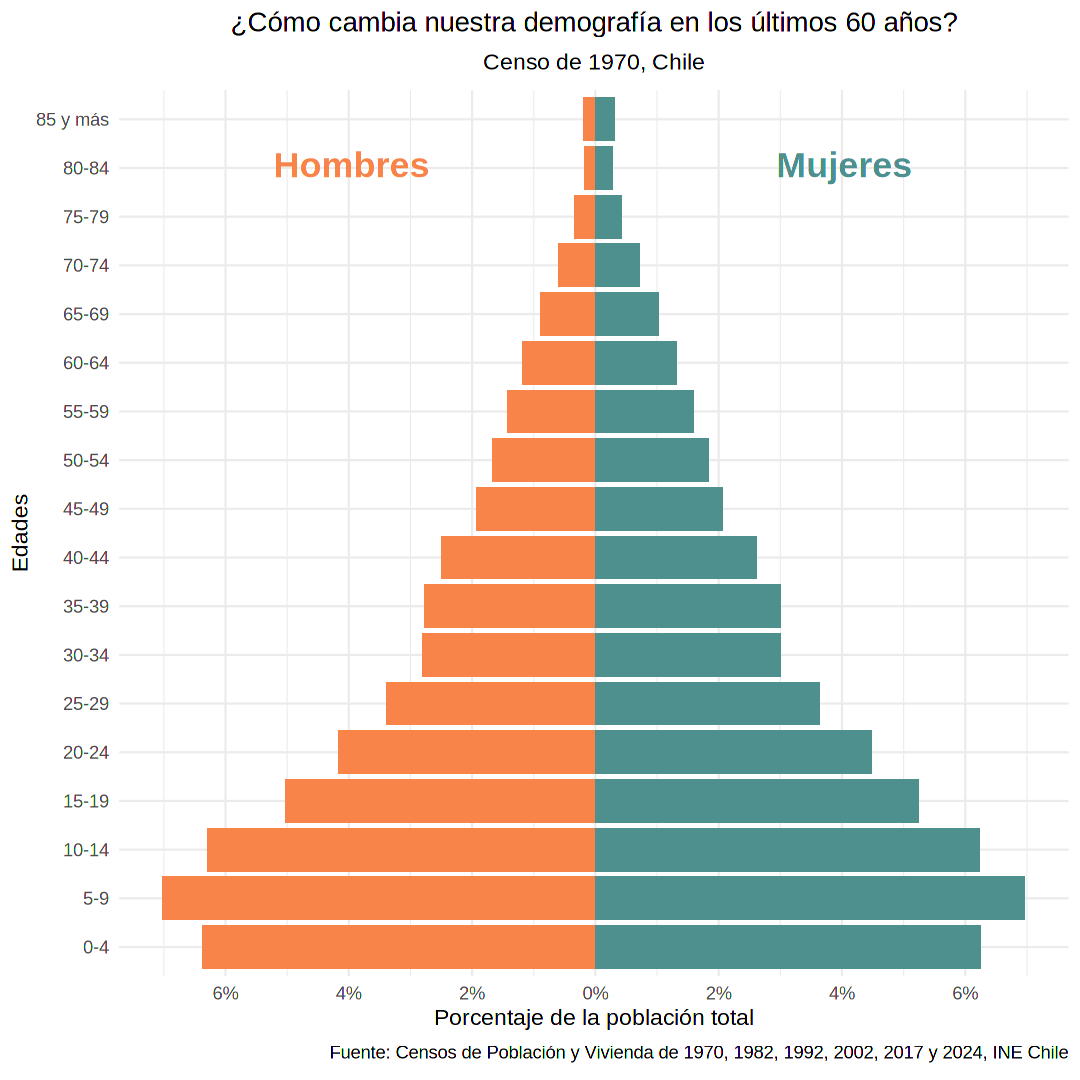 ¿Cómo cambia nuestra demografía en los últimos 60 años?
Censo de 1970, Chile
Hombres
Mujeres
Edades
85 y más
80-84
75-79
70-74
65-69
60-64
55-59
50-54
45-49
40-44
35-39
30-34
25-29
20-24
15-19
10-14
5-9
0-4
6% 4% 2% 0% 2% 4% 6%
Porcentaje de la población total
Fuente: Censos de Población y Vivienda de 1970, 1982, 1992, 2002, 2017 y 2024, INE Chile